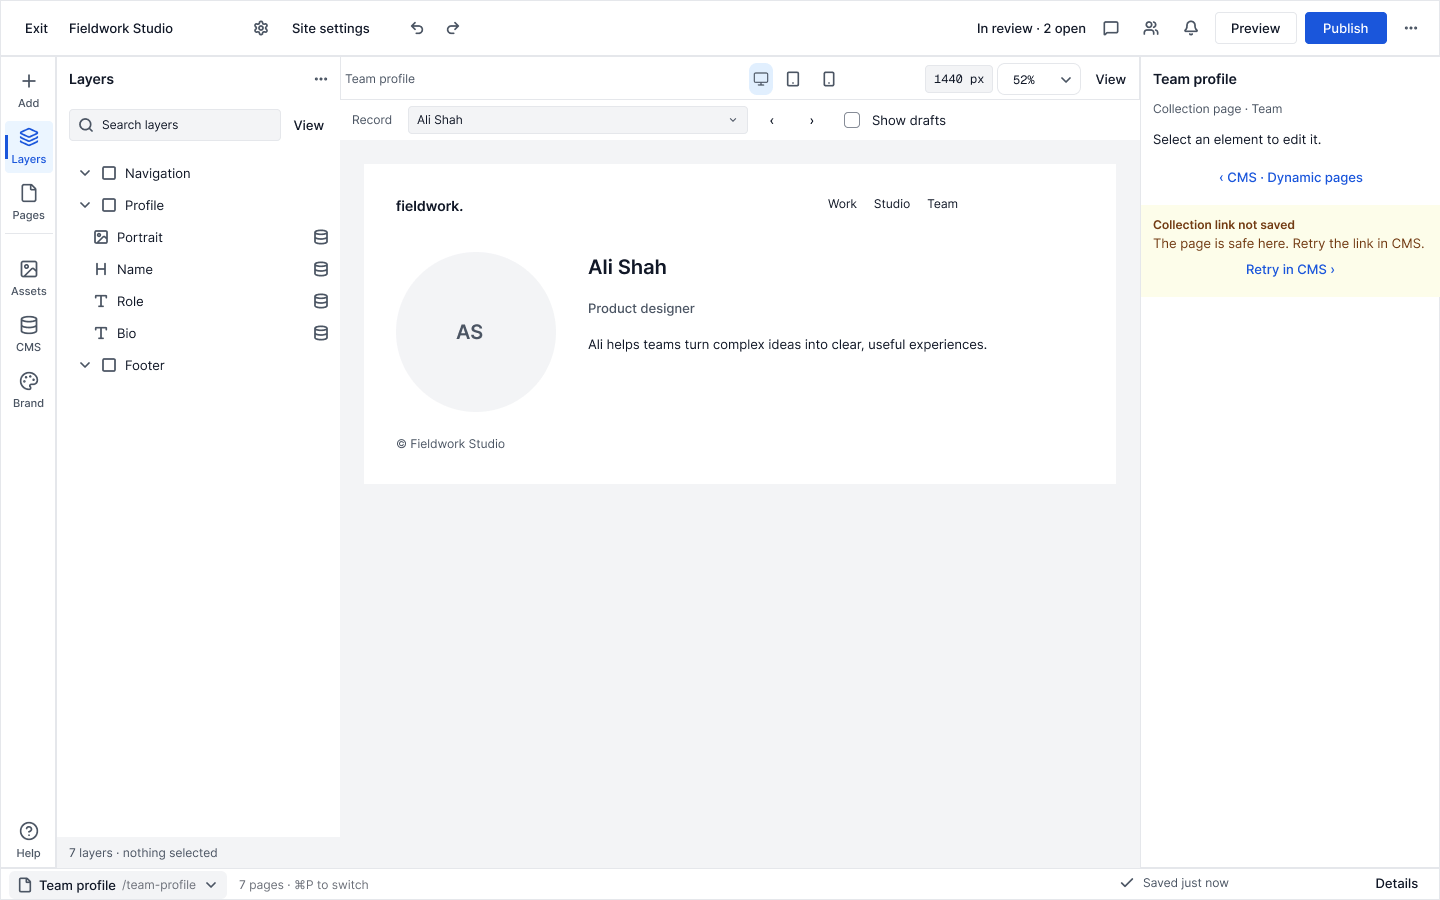 Exit
Fieldwork Studio
Site settings
In review · 2 open
Preview
Publish
Add
Layers
Pages
Assets
CMS
Brand
Help
Layers
Search layers
View
Navigation
Profile
Portrait
Name
Role
Bio
Footer
7 layers · nothing selected
Team profile
1440 px
52%
View
Record
Ali Shah
‹
›
Show drafts
fieldwork.
Work
Studio
Team
AS
Ali Shah
Product designer
Ali helps teams turn complex ideas into clear, useful experiences.
© Fieldwork Studio
Team profile
Collection page · Team
Select an element to edit it.
‹ CMS · Dynamic pages
Collection link not saved
The page is safe here. Retry the link in CMS.
Retry in CMS ›
Team profile /team-profile
7 pages · ⌘P to switch
Saved just now
Details